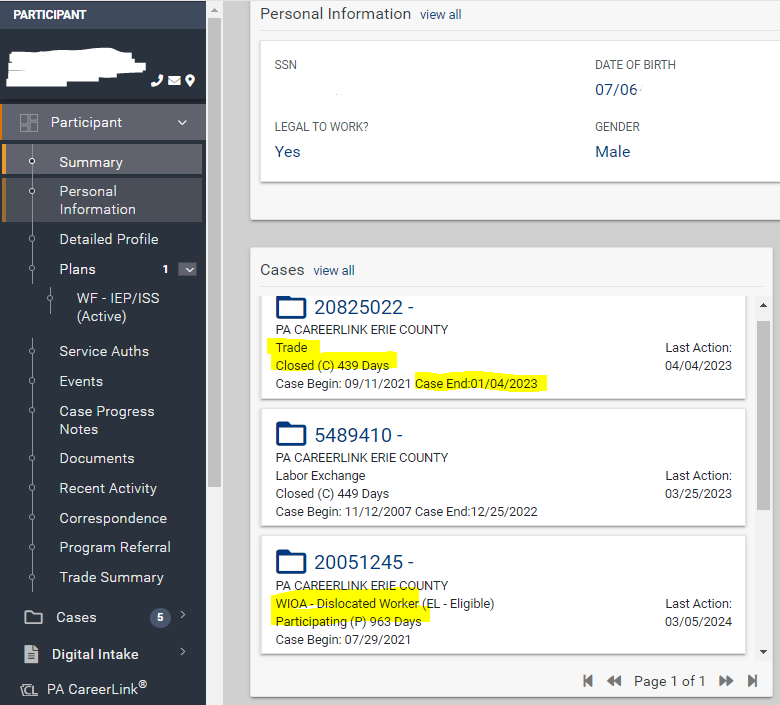 PARTICIPANT
Participant
Summary
Personal
Information
Detailed Profile
Plans 1
WF - IEP/ISS
(Active)
Service Auths
Events
Case Progress
Notes
Documents
Recent Activity
Correspondence
Program Referral
Trade Summary
Cases 5
Digital Intake
CL PA CareerLink®
Personal Information view all
SSN
DATE OF BIRTH
07/06
LEGAL TO WORK?
Yes
GENDER
Male
Cases view all
20825022 -
PA CAREERLINK ERIE COUNTY
Trade
Closed (C) 439 Days
Case Begin: 09/11/2021 Case End:01/04/2023
Last Action:
04/04/2023
5489410 -
PA CAREERLINK ERIE COUNTY
Labor Exchange
Closed (C) 449 Days
Case Begin: 11/12/2007 Case End:12/25/2022
Last Action:
03/25/2023
20051245 -
PA CAREERLINK ERIE COUNTY
WIOA - Dislocated Worker (EL - Eligible)
Participating (P) 963 Days
Case Begin: 07/29/2021
Last Action:
03/05/2024
Page 1 of 1